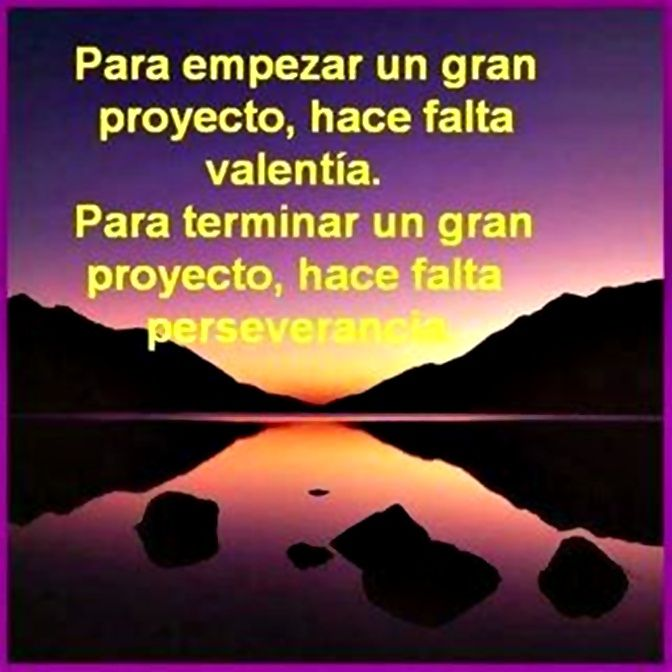 Para empezar un gran
proyecto, hace falta
valentía.
Para terminar un gran
proyecto, hace falta
perseverancia.